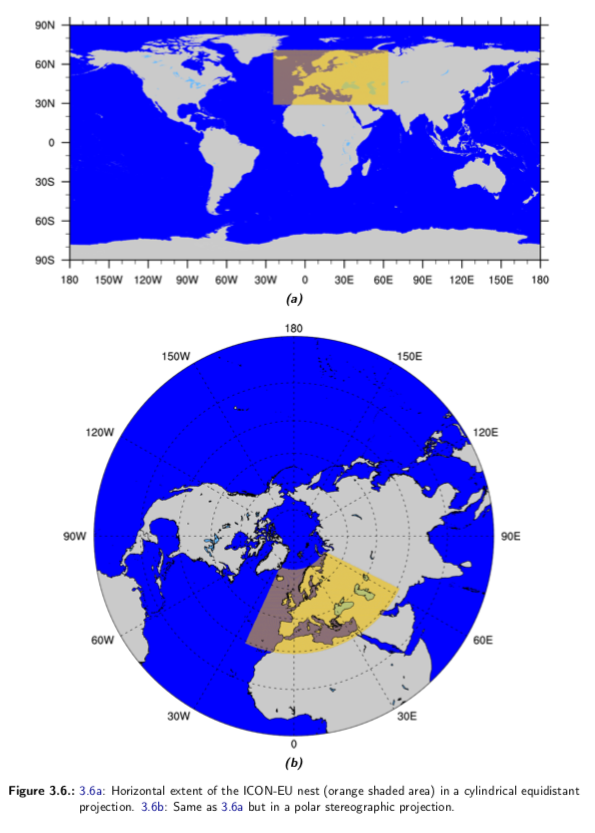 90N
60N
30N
0
30S
60S
90S
180 150W 120W 90W 60W 30W 0 30E 60E 90E 120E 150E 180
(a)
180
150W 150E
120W 120E
90W 90E
60W 60E
30W 30E
0
(b)
Figure 3.6.: 3.6a: Horizontal extent of the ICON-EU nest (orange shaded area) in a cylindrical equidistant
projection. 3.6b: Same as 3.6a but in a polar stereographic projection.